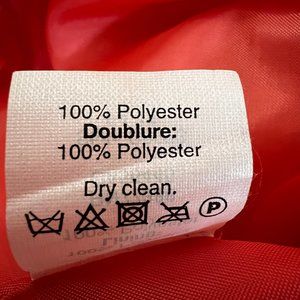 100% Polyester
Doublure:
100% Polyester
Dry clean.
P